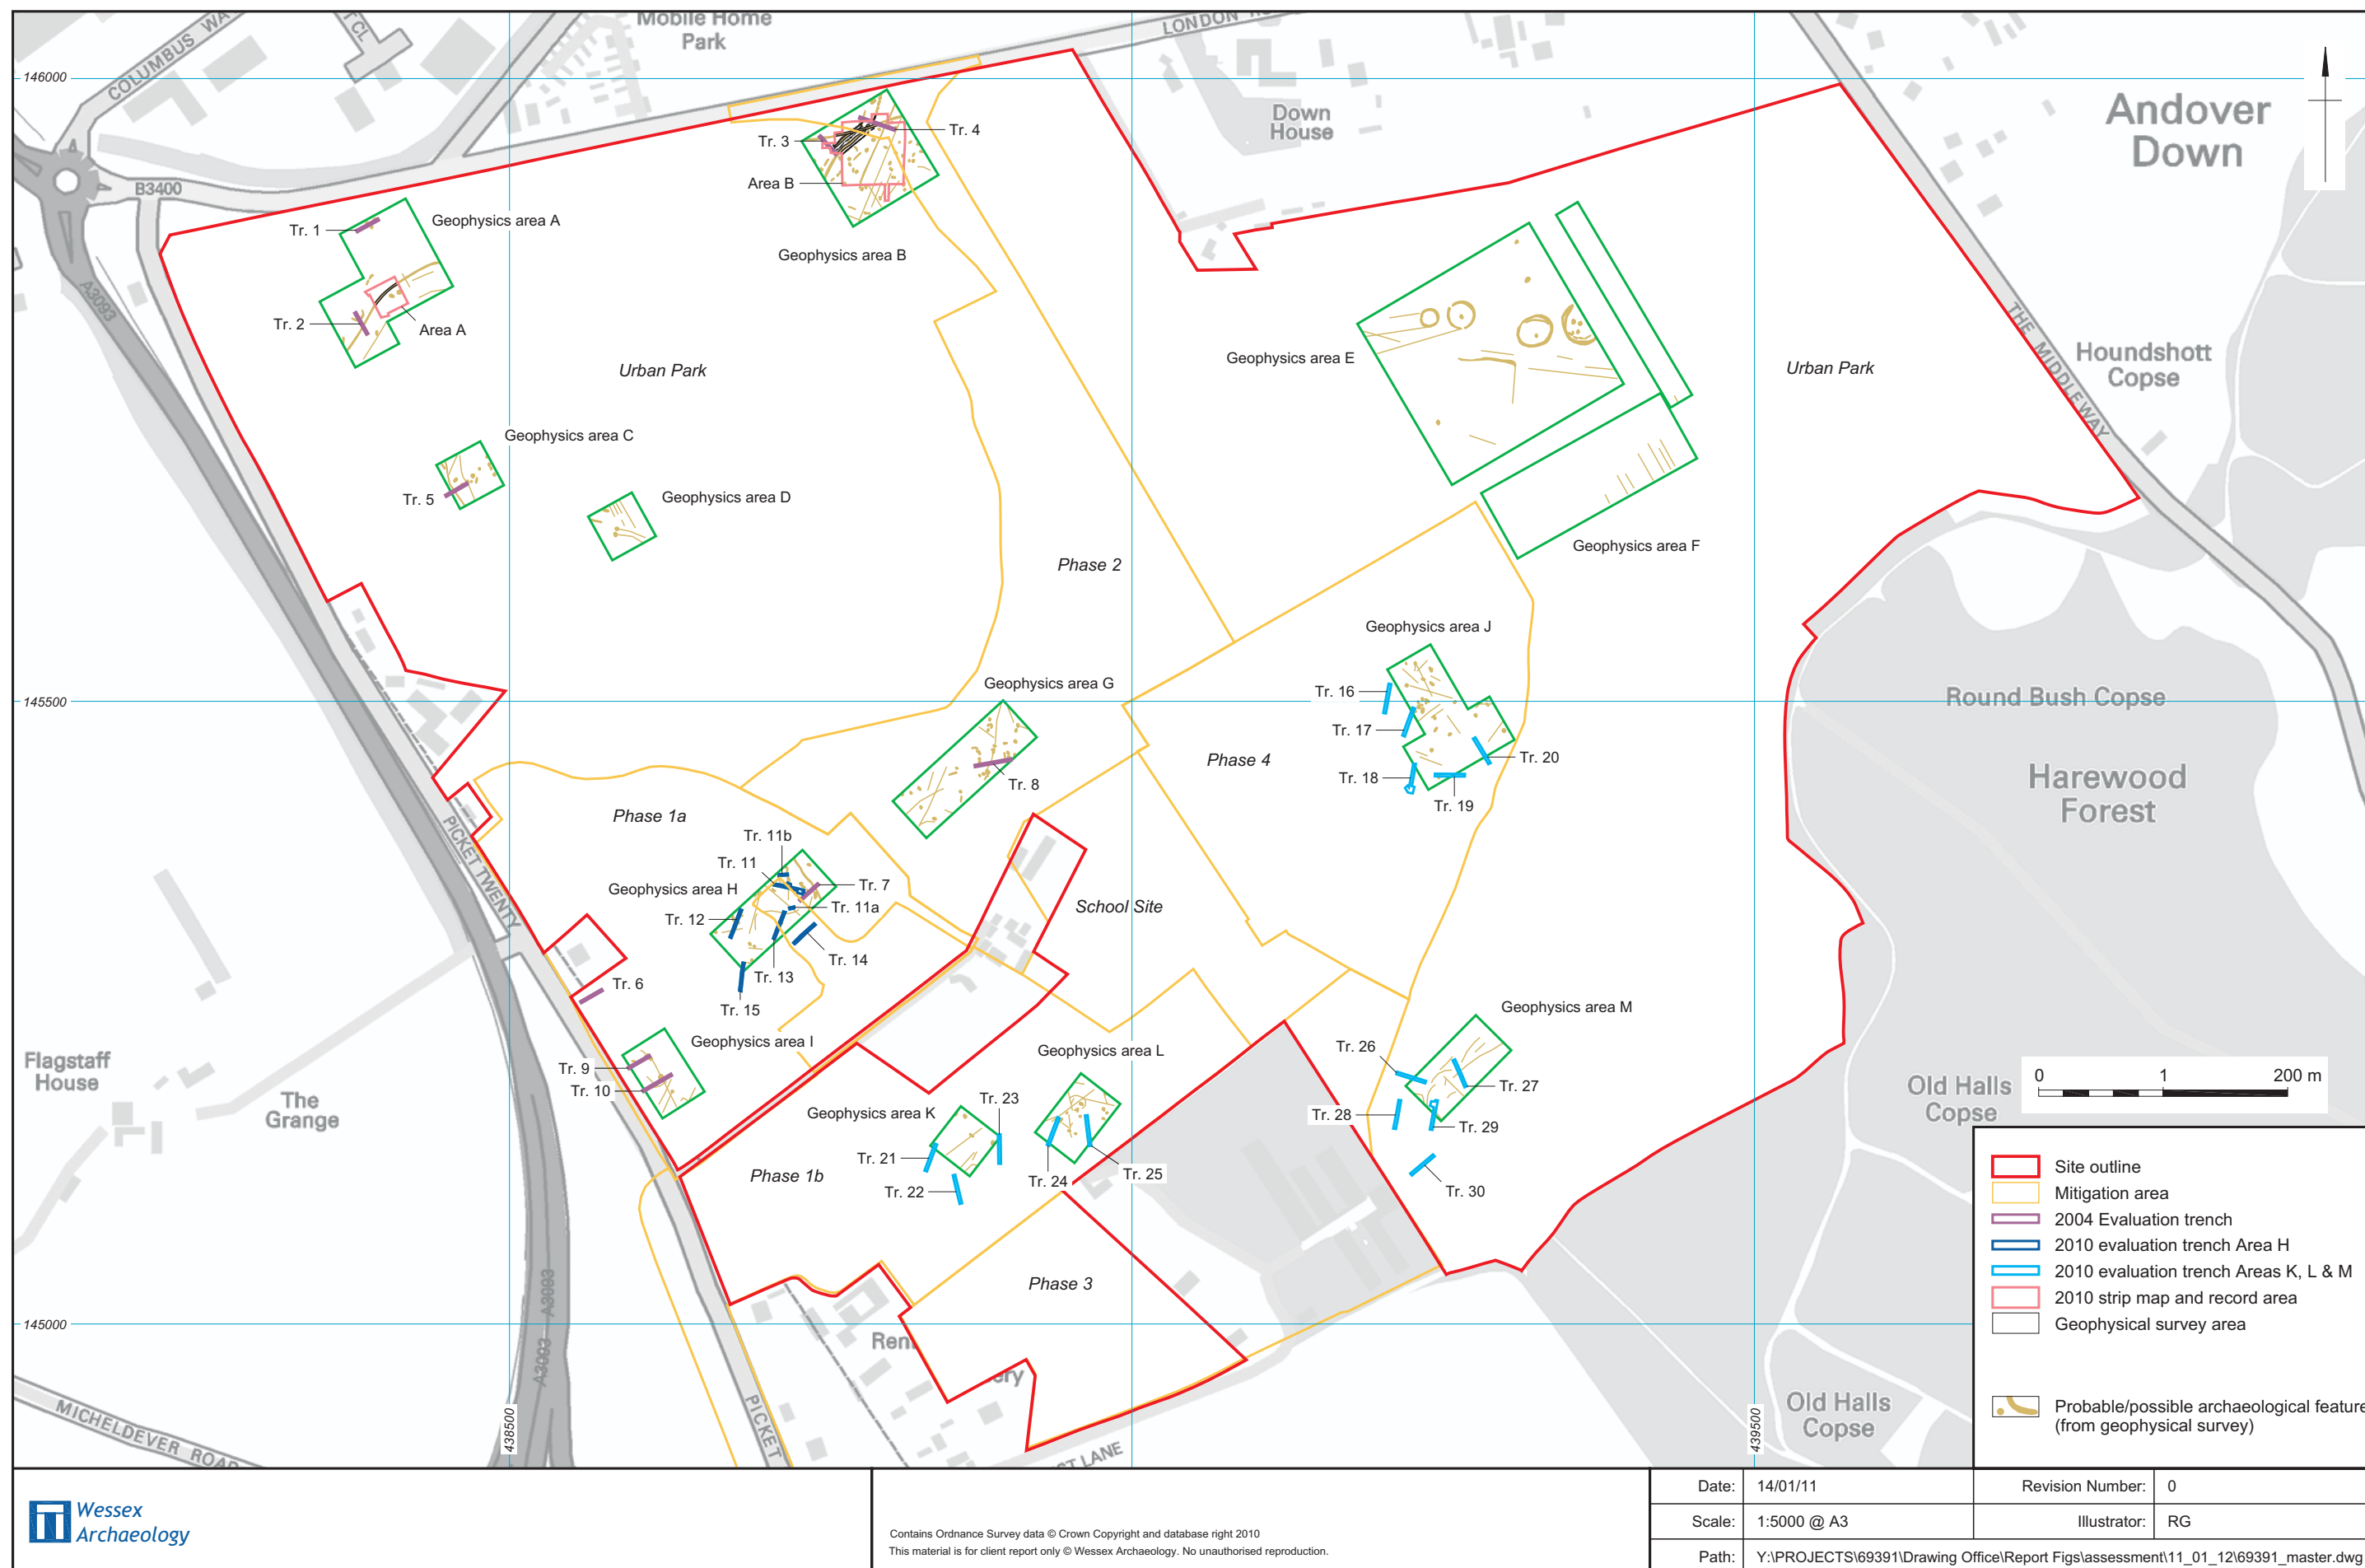 Mobile Home
Park
LONDON
COLUMBUS WA
T CL
146000
Down
House
Andover
Down
Tr. 3
Tr. 4
B3400
Area B
Geophysics area A
Tr. 1
Geophysics area B
A3093
Tr. 2
Area A
THE MIDDLEWAY
Houndshott
Copse
Geophysics area E
Urban Park
Urban Park
Geophysics area C
Tr. 5
Geophysics area D
Geophysics area F
Phase 2
Geophysics area J
Geophysics area G
Tr. 16
145500
Round Bush Copse
Tr. 17
Phase 4
Tr. 20
Tr. 18
Tr. 8
Tr. 19
Harewood
Forest
Phase 1a
PICKET TWENTY
Tr. 11b
Tr. 11
Geophysics area H
Tr. 7
Tr. 11a
School Site
Tr. 12
Tr. 14
Tr. 13
Tr. 6
Tr. 15
Geophysics area M
Geophysics area I
Geophysics area L
Tr. 26
Flagstaff
House
Tr. 9
Tr. 10
Tr. 27
The
Grange
Geophysics area K
Tr. 23
Tr. 28
Tr. 29
Old Halls
Copse
0 1 200 m
Tr. 21
Phase 1b
Tr. 22
Tr. 24
Tr. 25
Tr. 30
Phase 3
A3093
A3093
145000
Ren
ery
PICKET
ST LANE
MICHELDEVER ROAD
438500
439500
Old Halls
Copse
Site outline
Mitigation area
2004 Evaluation trench
2010 evaluation trench Area H
2010 evaluation trench Areas K, L & M
2010 strip map and record area
Geophysical survey area
Probable/possible archaeological feature
(from geophysical survey)
Wessex
Archaeology
Contains Ordnance Survey data © Crown Copyright and database right 2010
This material is for client report only © Wessex Archaeology. No unauthorised reproduction.
Date: 14/01/11 Revision Number: 0
Scale: 1:5000 @ A3 Illustrator: RG
Path: Y:\PROJECTS\69391\Drawing Office\Report Figs\assessment\11_01_12\69391_master.dwg